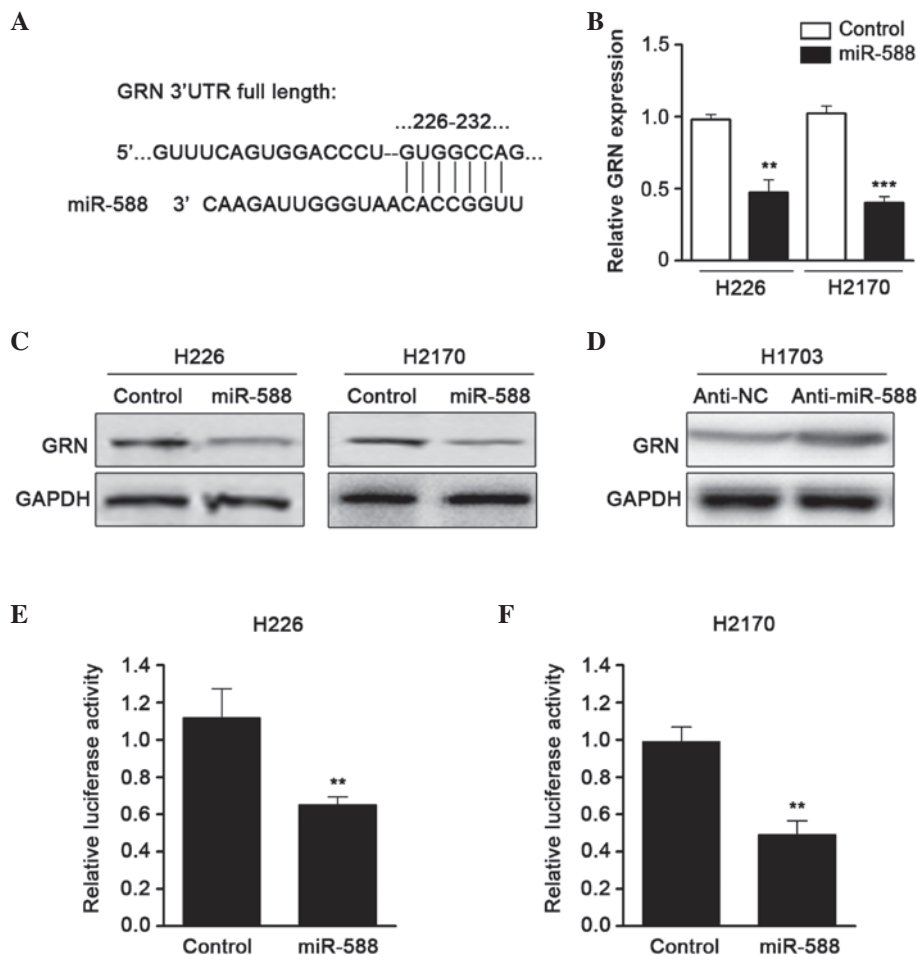 A
GRN 3'UTR full length:
...226-232...
5'...GUUUCAGUGGACCCU--GUGGCCAG...
miR-588 3' CAAGAUUGGGUAACACCGGUU
B
Control
miR-588
Relative GRN expression
1.5
1.0
0.5
0
**
***
H226
H2170
C
H226
H2170
Control miR-588
Control miR-588
GRN
GAPDH
D
H1703
Anti-NC Anti-miR-588
GRN
GAPDH
E
H226
Relative luciferase activity
1.4
1.2
1.0
0.8
0.6
0.4
0.2
0.0
**
Control miR-588
F
H2170
Relative luciferase activity
1.4
1.2
1.0
0.8
0.6
0.4
0.2
0.0
**
Control miR-588